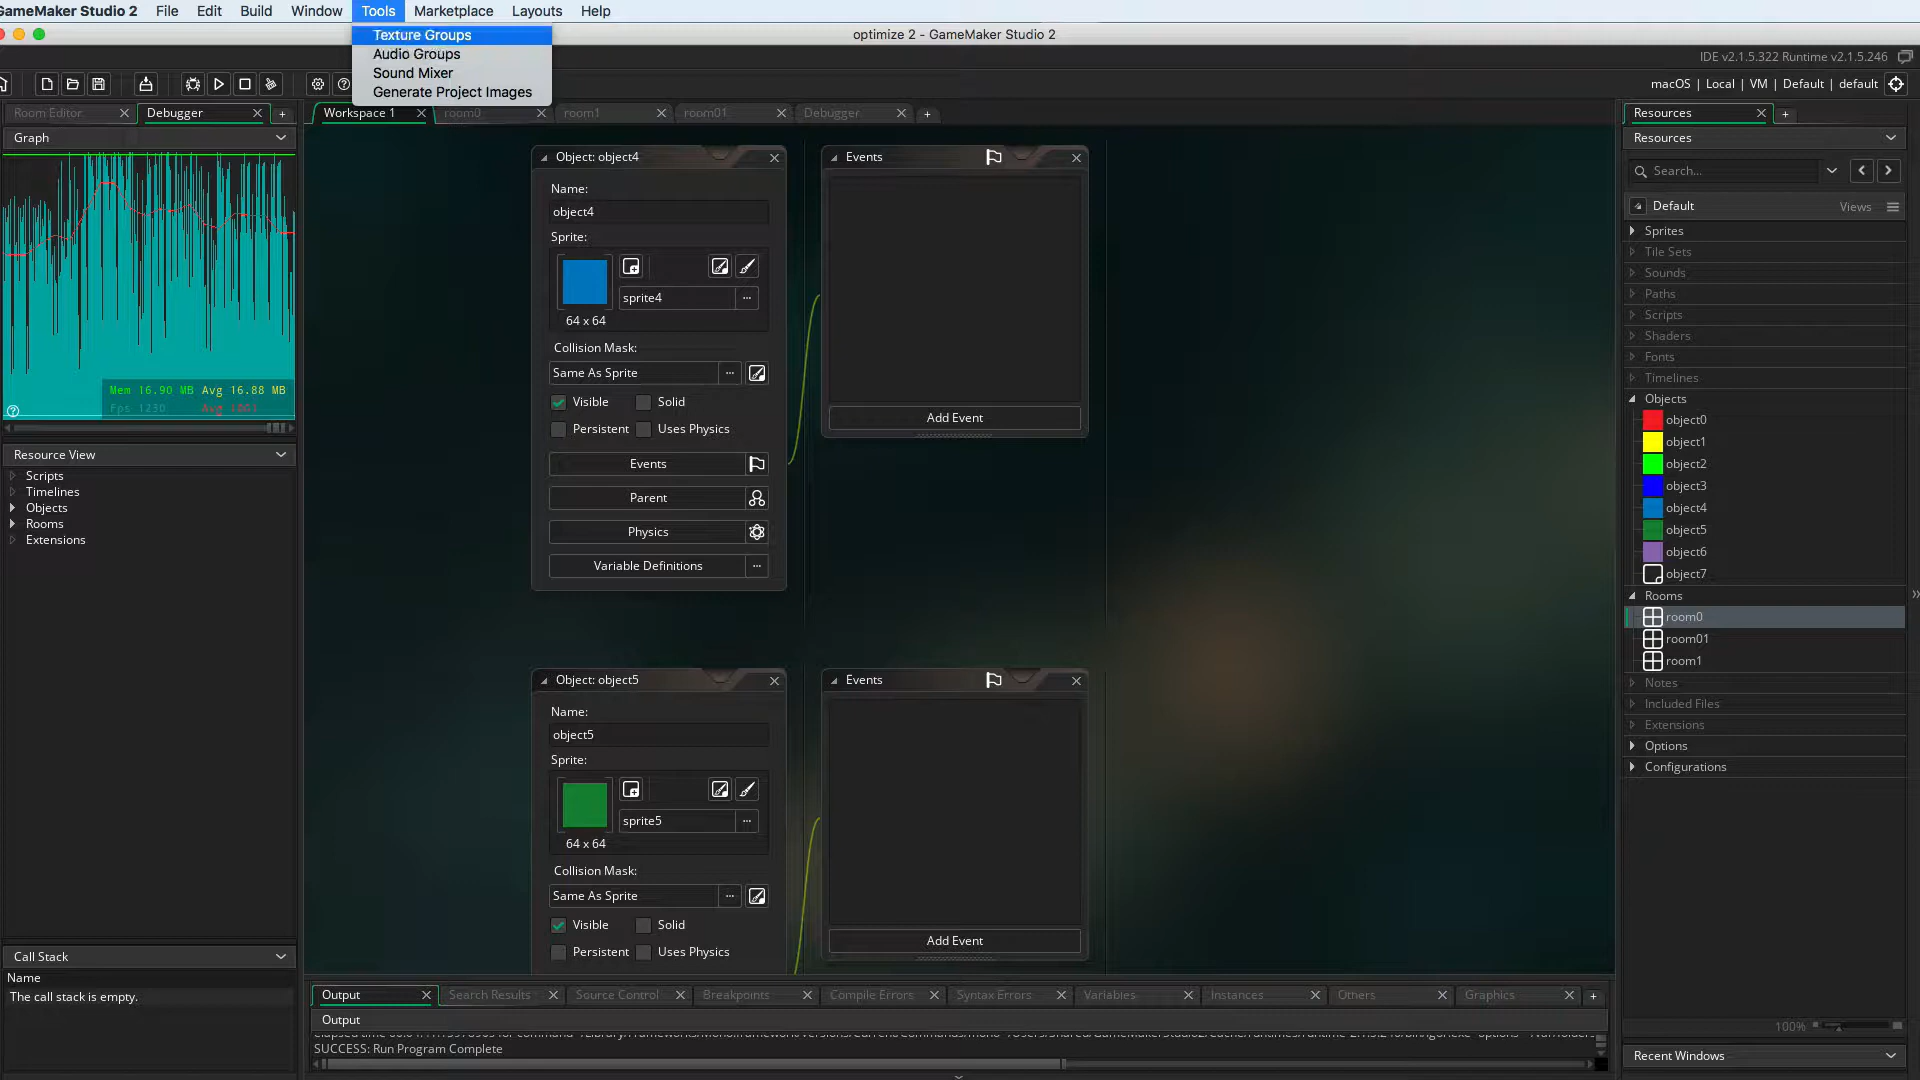 GameMaker Studio 2 File Edit Build Window Tools Marketplace Layouts Help
Texture Groups
Audio Groups
Sound Mixer
Generate Project Images
optimize 2 - GameMaker Studio 2
IDE v2.1.5.322 Runtime v2.1.5.246
macOS | Local | VM | Default | default
Room Editor
Debugger
Graph
Mem 16.90 MB Avg 16.88 MB
Fps 1230 Avg 1001
Resource View
Scripts
Timelines
Objects
Rooms
Extensions
Call Stack
Name
The call stack is empty.
Workspace 1
room0
room1
room01
Debugger
Object: object4
Name:
object4
Sprite:
sprite4
64 x 64
Collision Mask:
Same As Sprite
Visible
Solid
Persistent
Uses Physics
Events
Parent
Physics
Variable Definitions
Events
Add Event
Object: object5
Name:
object5
Sprite:
sprite5
64 x 64
Collision Mask:
Same As Sprite
Visible
Solid
Persistent
Uses Physics
Events
Add Event
Output
Search Results
Source Control
Breakpoints
Compile Errors
Syntax Errors
Variables
Instances
Others
Graphics
Output
SUCCESS: Run Program Complete
Resources
Resources
Search...
Default
Views
Sprites
Tile Sets
Sounds
Paths
Scripts
Shaders
Fonts
Timelines
Objects
object0
object1
object2
object3
object4
object5
object6
object7
Rooms
room0
room01
room1
Notes
Included Files
Extensions
Options
Configurations
100%
Recent Windows